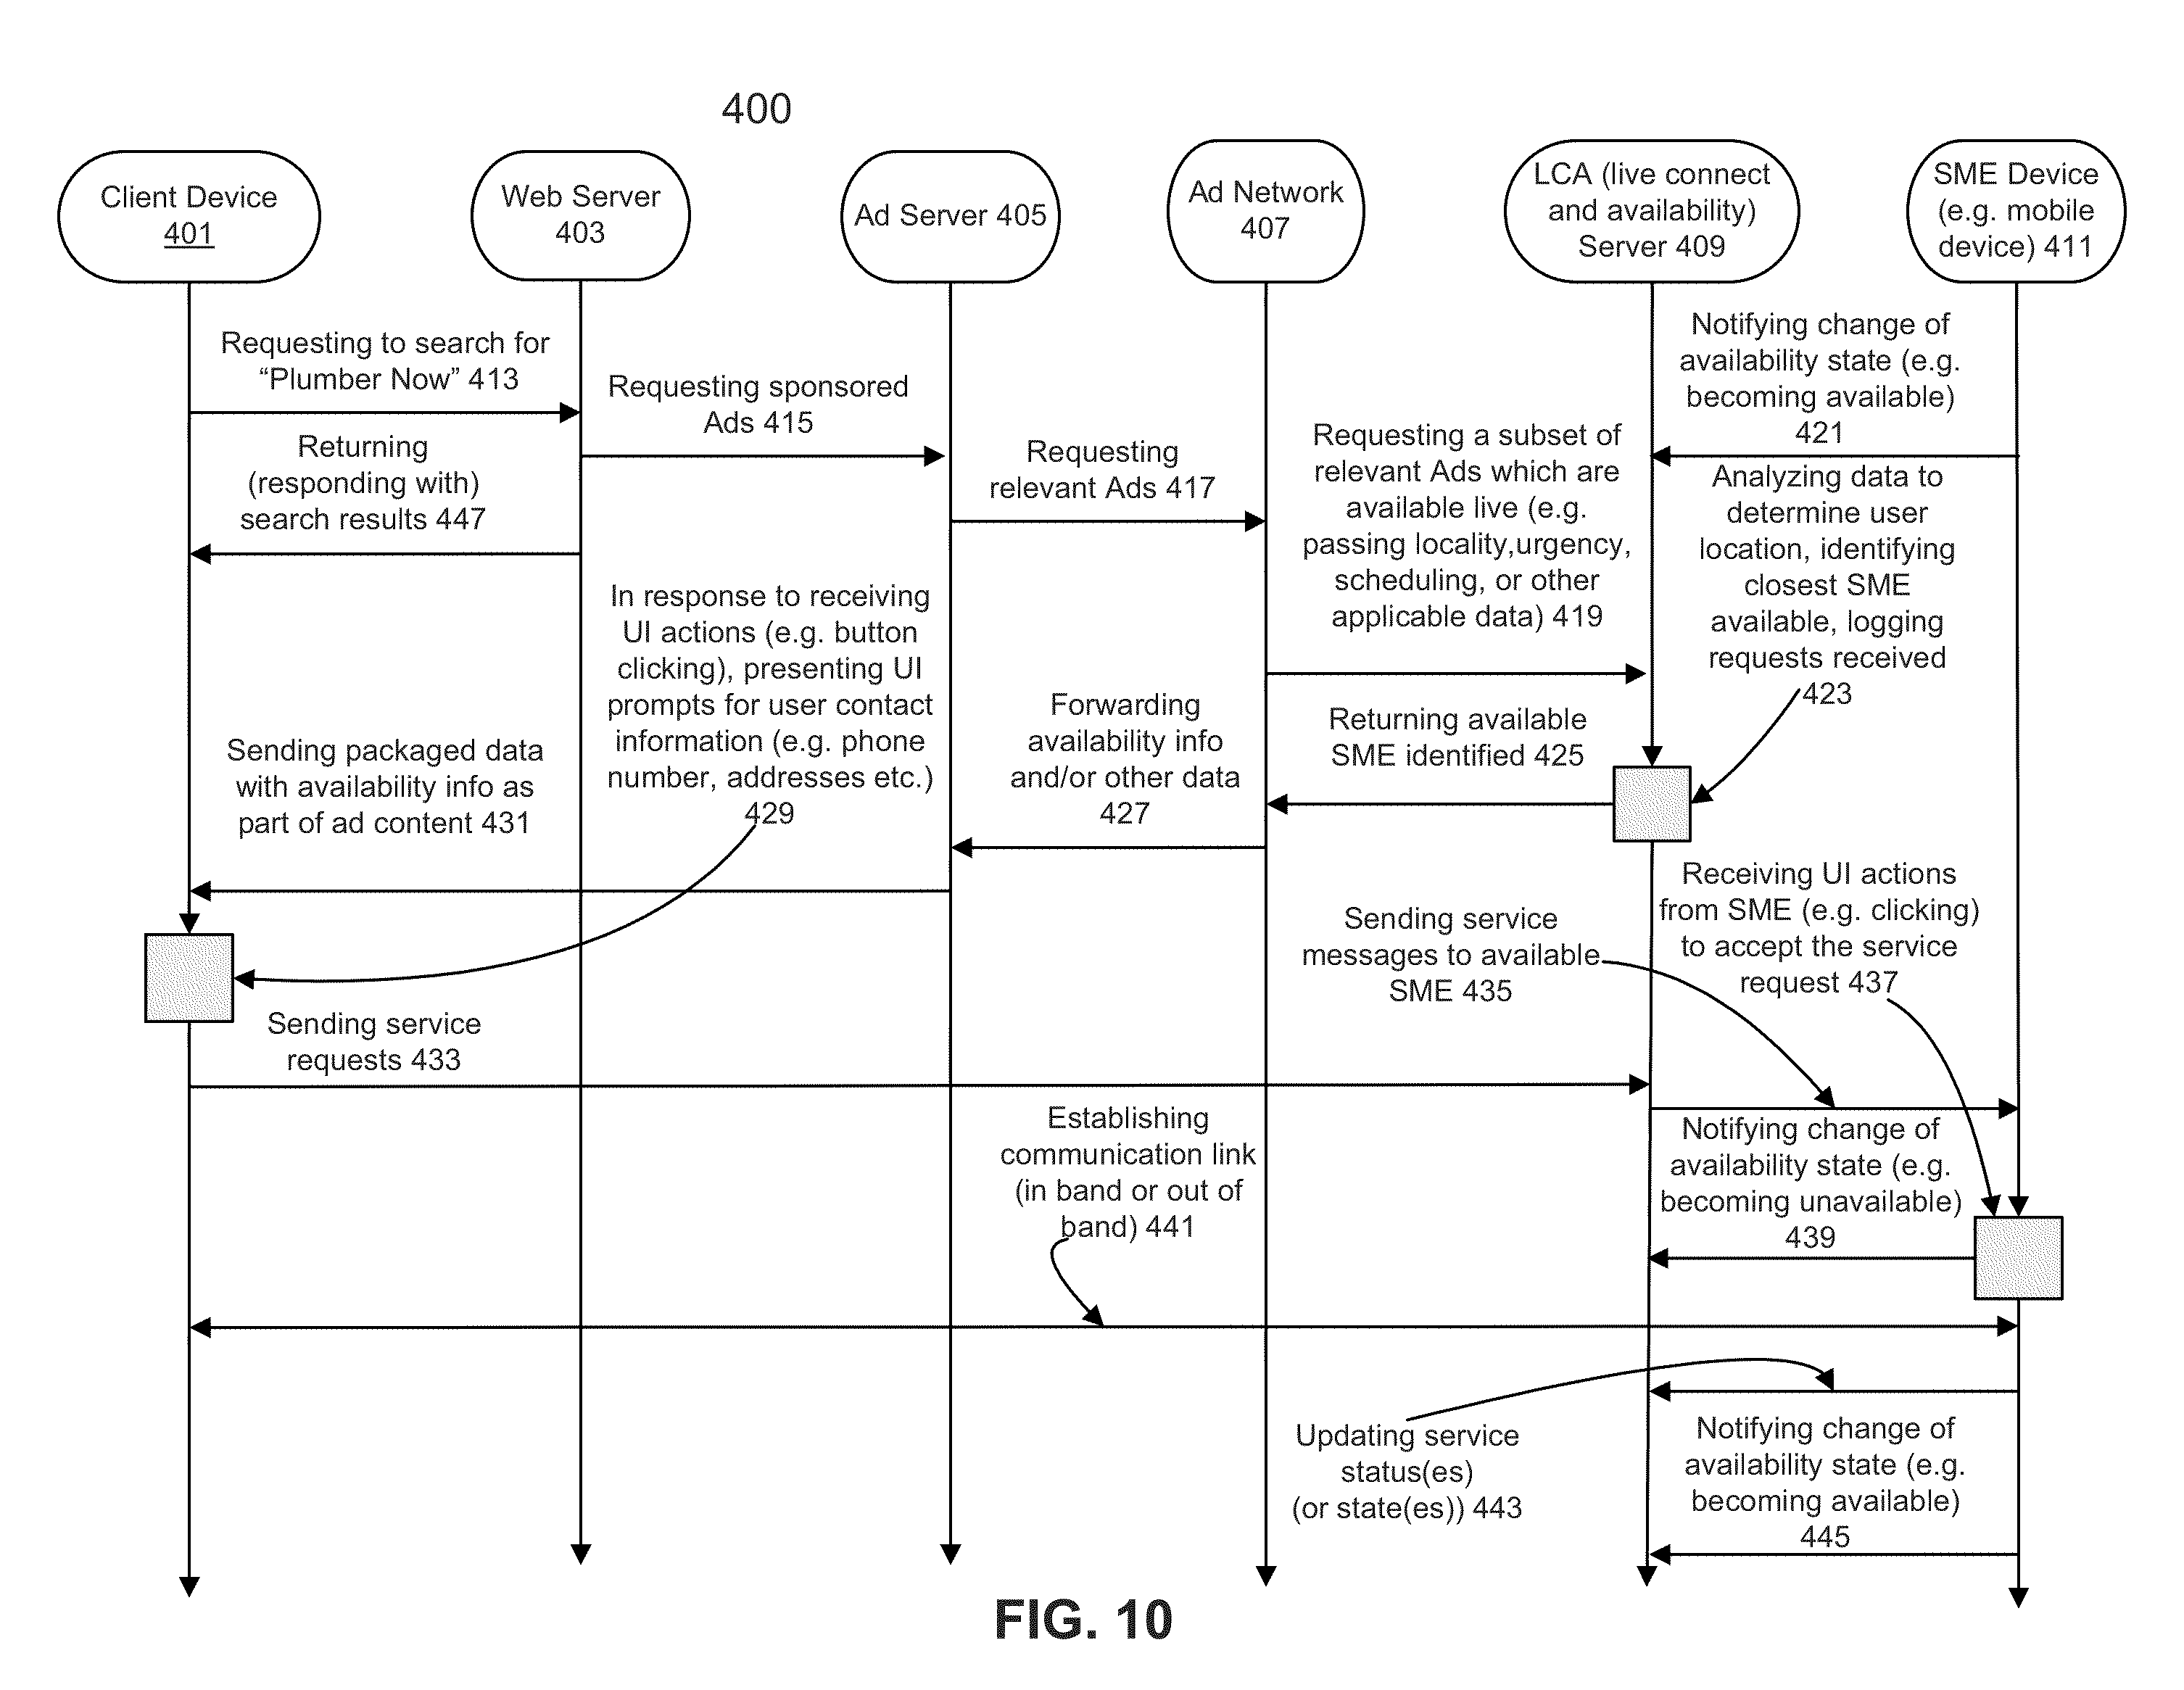 400
Client Device
401
Web Server
403
Ad Server 405
Ad Network
407
LCA (live connect
and availability)
Server 409
SME Device
(e.g. mobile
device) 411
Requesting to search for
“Plumber Now” 413
Returning
(responding with)
search results 447
Requesting sponsored
Ads 415
Requesting
relevant Ads 417
Requesting a subset of
relevant Ads which are
available live (e.g.
passing locality,urgency,
scheduling, or other
applicable data) 419
Notifying change of
availability state (e.g.
becoming available)
421
Analyzing data to
determine user
location, identifying
closest SME
available, logging
requests received
423
Returning available
SME identified 425
Forwarding
availability info
and/or other data
427
In response to receiving
UI actions (e.g. button
clicking), presenting UI
prompts for user contact
information (e.g. phone
number, addresses etc.)
429
Sending packaged data
with availability info as
part of ad content 431
Sending service
requests 433
Sending service
messages to available
SME 435
Receiving UI actions
from SME (e.g. clicking)
to accept the service
request 437
Notifying change of
availability state (e.g.
becoming unavailable)
439
Establishing
communication link
(in band or out of
band) 441
Updating service
status(es)
(or state(es)) 443
Notifying change of
availability state (e.g.
becoming available)
445
FIG. 10